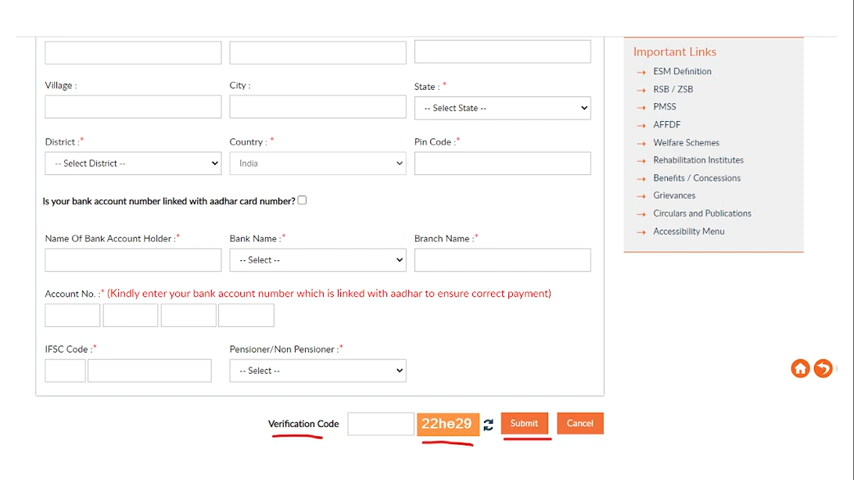 Village :
City :
State : *
-- Select State --
District : *
Country : *
Pin Code : *
-- Select District --
India
Is your bank account number linked with aadhar card number?
Name Of Bank Account Holder : *
Bank Name : *
Branch Name : *
-- Select --
Account No. : * (Kindly enter your bank account number which is linked with aadhar to ensure correct payment)
IFSC Code : *
Pensioner/Non Pensioner : *
-- Select --
Verification Code
22he29
Submit
Cancel
Important Links
ESM Definition
RSB / ZSB
PMSS
AFFDF
Welfare Schemes
Rehabilitation Institutes
Benefits / Concessions
Grievances
Circulars and Publications
Accessibility Menu